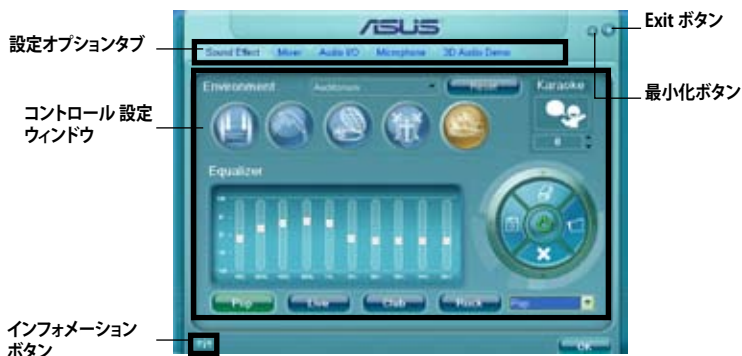 ASUS
Exit ボタン
設定オプションタブ
Sound Effect Mixer Audio I/O Microphone 3D Audio Demo
最小化ボタン
コントロール 設定
ウィンドウ
Environment Auditorium Reset Karaoke
Equalizer
Pop Live Club Rock Pop
インフォメーション
ボタン
OK